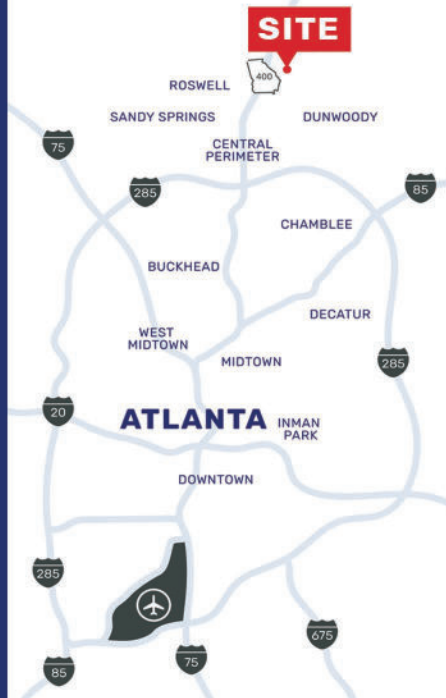 SITE
400
ROSWELL
SANDY SPRINGS
DUNWOODY
75
CENTRAL
PERIMETER
285
85
CHAMBLEE
BUCKHEAD
DECATUR
WEST
MIDTOWN
MIDTOWN
285
20
ATLANTA
INMAN
PARK
DOWNTOWN
285
675
85
75